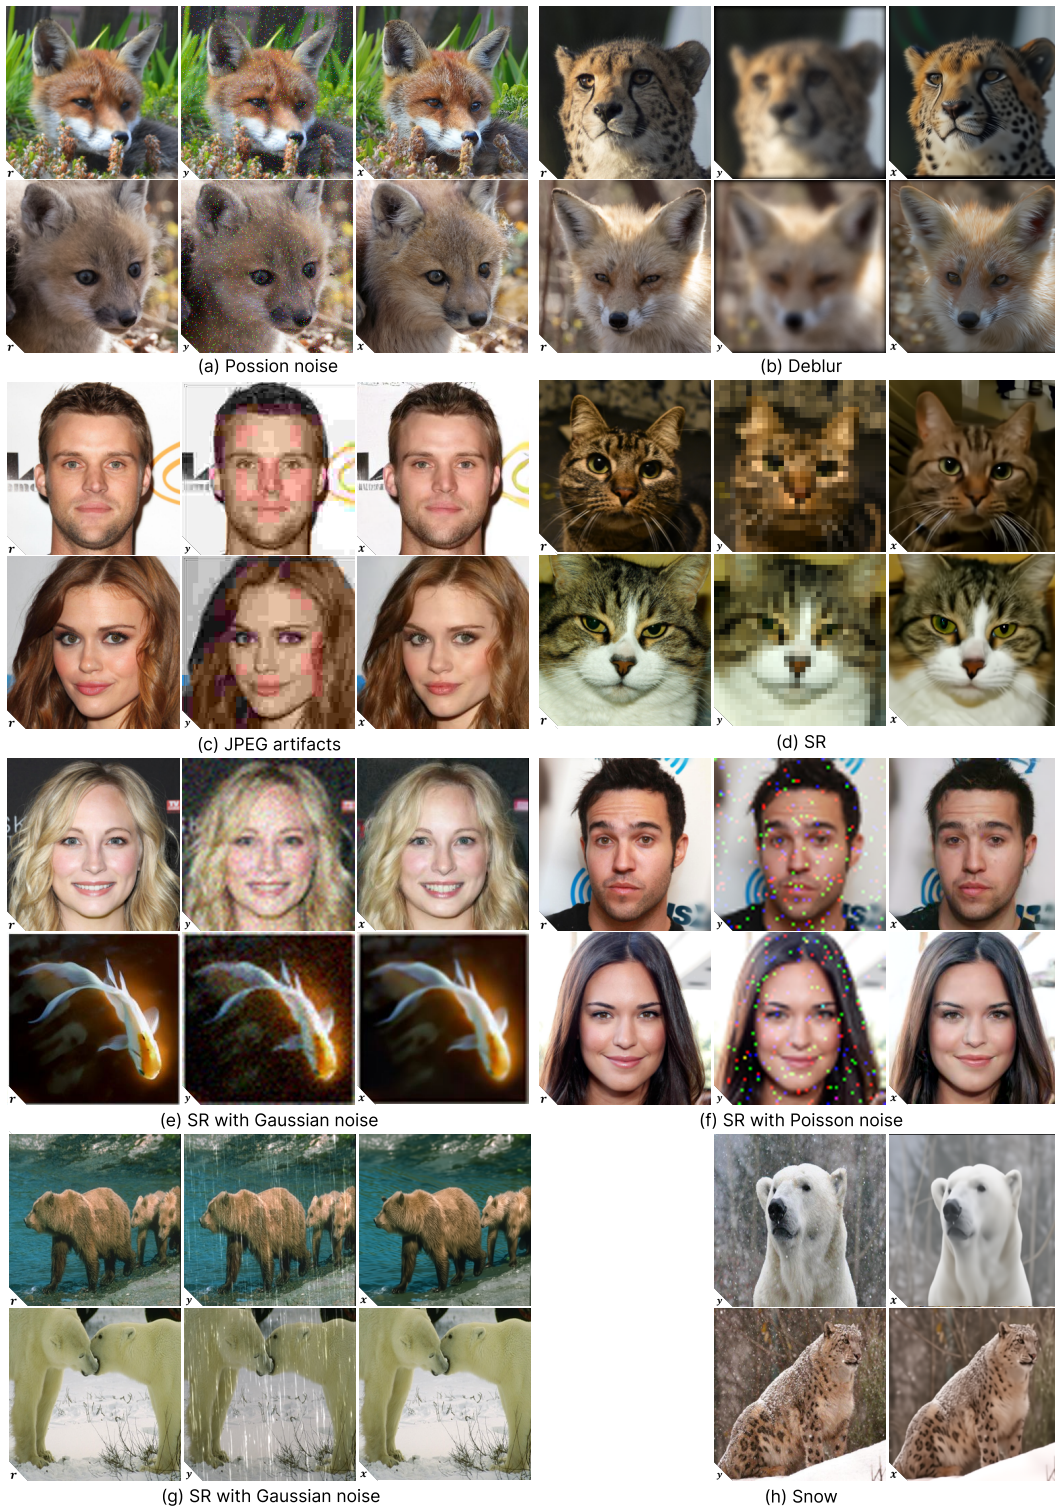 r y x r y x
r y x r y x
(a) Possion noise (b) Deblur
r y x r y x
r y x r y x
(c) JPEG artifacts (d) SR
r y x r y x
r y x r y x
(e) SR with Gaussian noise (f) SR with Poisson noise
r y x y x
r y x y x
(g) SR with Gaussian noise (h) Snow